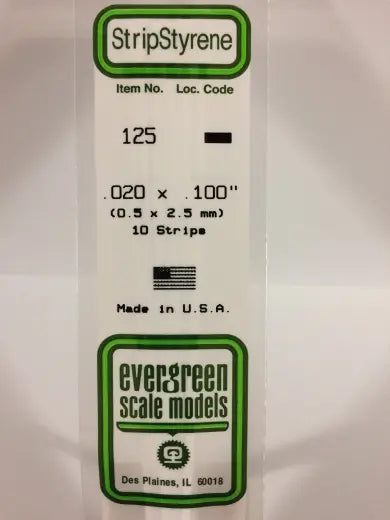 StripStyrene
Item No. Loc. Code
125
.020 x .100"
(0.5 x 2.5 mm)
10 Strips
Made in U.S.A.
evergreen
scale models
Des Plaines, IL 60018